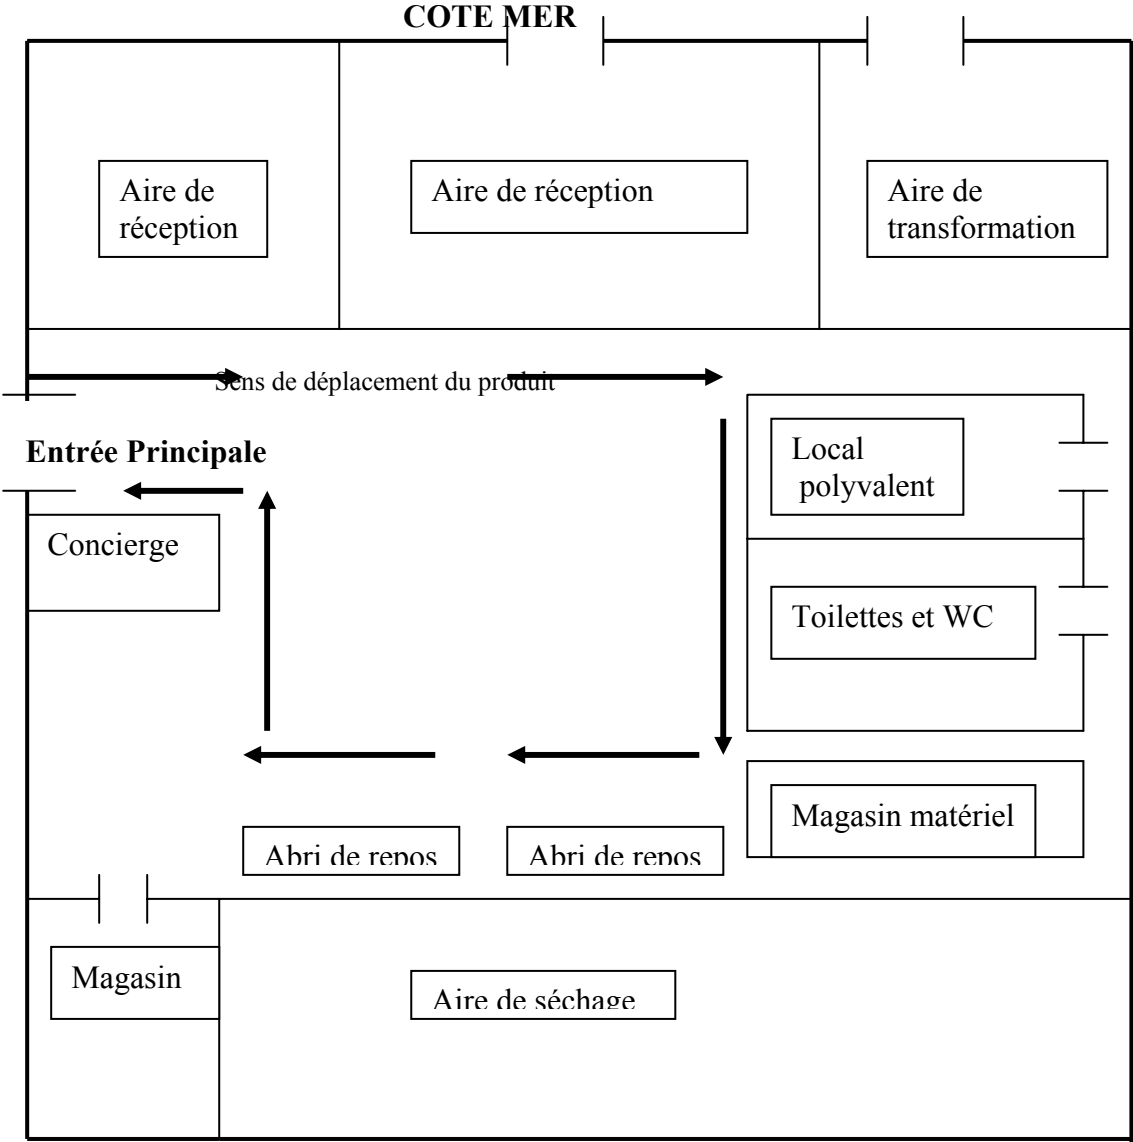 COTE MER
Aire de
réception
Aire de réception
Aire de
transformation
Sens de déplacement du produit
Entrée Principale
Local
polyvalent
Concierge
Toilettes et WC
Magasin matériel
Abri de repos
Abri de repos
Magasin
Aire de séchage